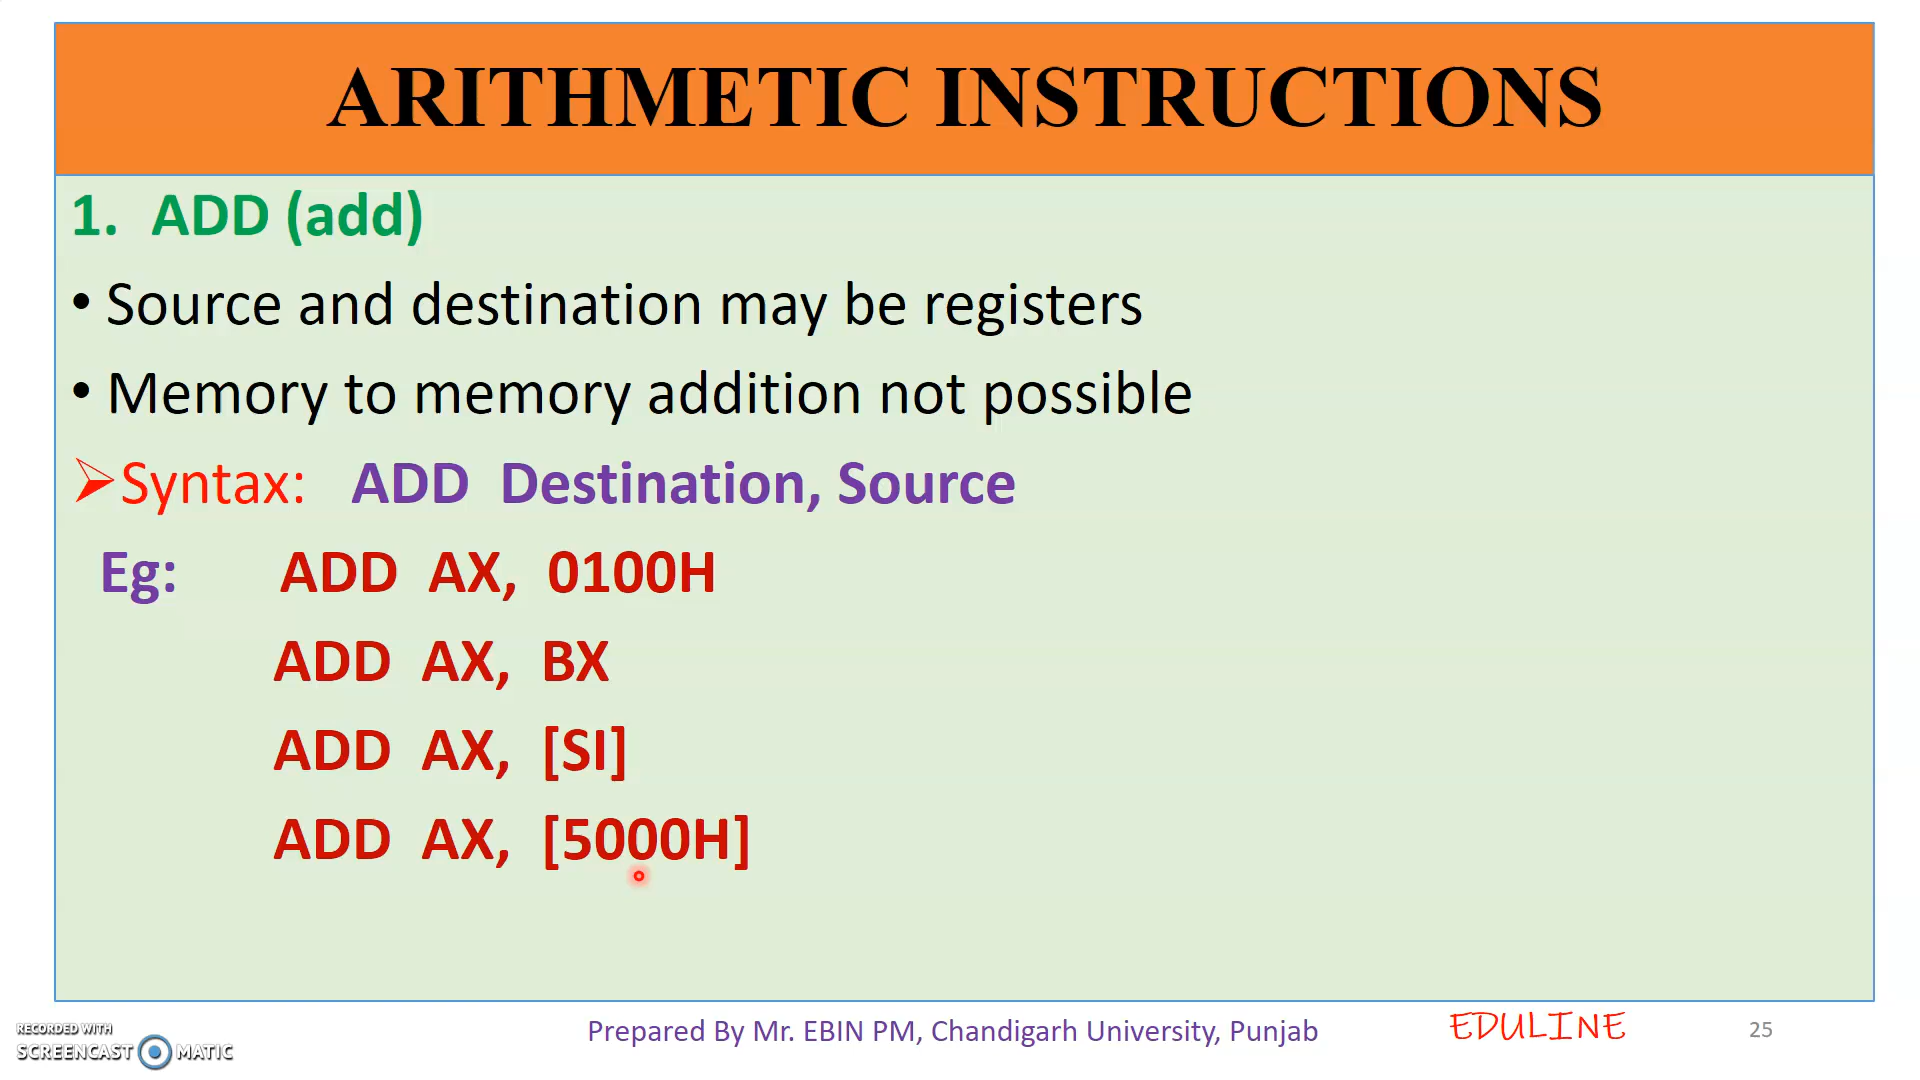 ARITHMETIC INSTRUCTIONS
1. ADD (add)
• Source and destination may be registers
• Memory to memory addition not possible
➢Syntax: ADD Destination, Source
Eg: ADD AX, 0100H
ADD AX, BX
ADD AX, [SI]
ADD AX, [5000H]
RECORDED WITH
SCREENCAST MATIC
Prepared By Mr. EBIN PM, Chandigarh University, Punjab
EDULINE
25